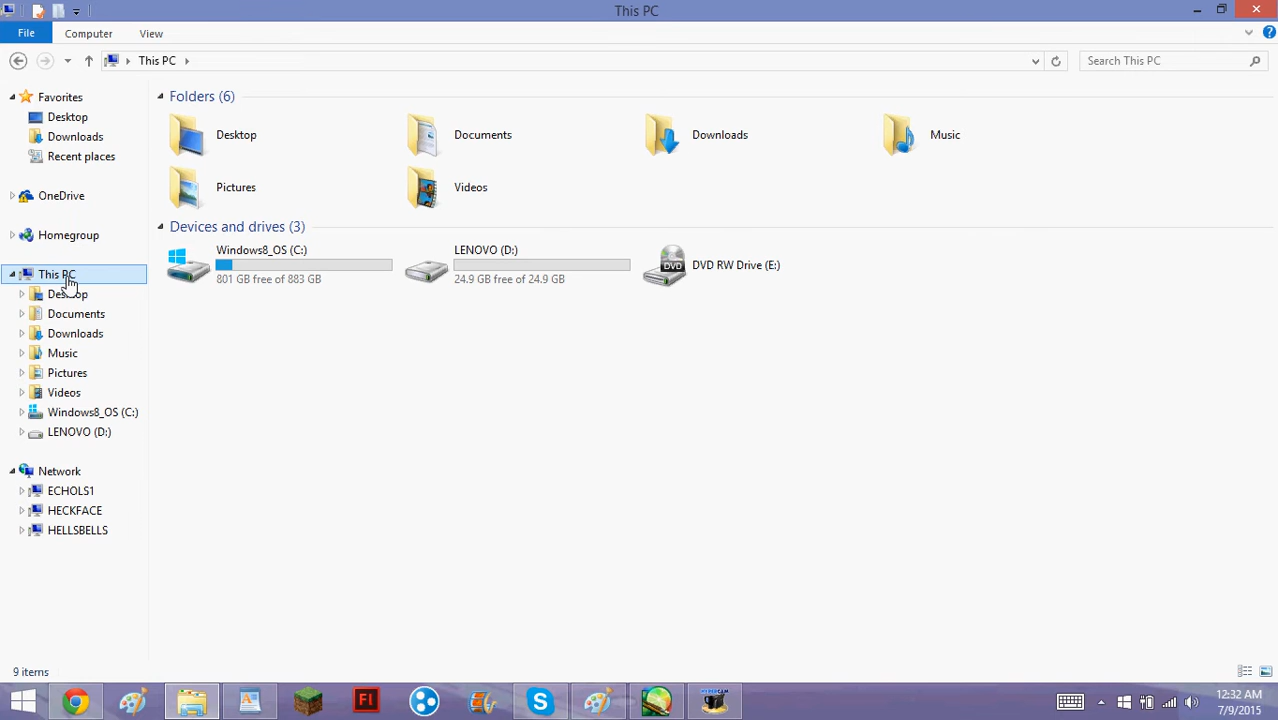 This PC
File
Computer
View
This PC
Search This PC
Favorites
Desktop
Downloads
Recent places
OneDrive
Homegroup
This PC
Desktop
Documents
Downloads
Music
Pictures
Videos
Windows8_OS (C:)
LENOVO (D:)
Network
ECHOLS1
HECKFACE
HELLSBELLS
Folders (6)
Desktop
Documents
Downloads
Music
Pictures
Videos
Devices and drives (3)
Windows8_OS (C:)
801 GB free of 883 GB
LENOVO (D:)
24.9 GB free of 24.9 GB
DVD
DVD RW Drive (E:)
9 items
Fl
HYPERCAM
12:32 AM
7/9/2015